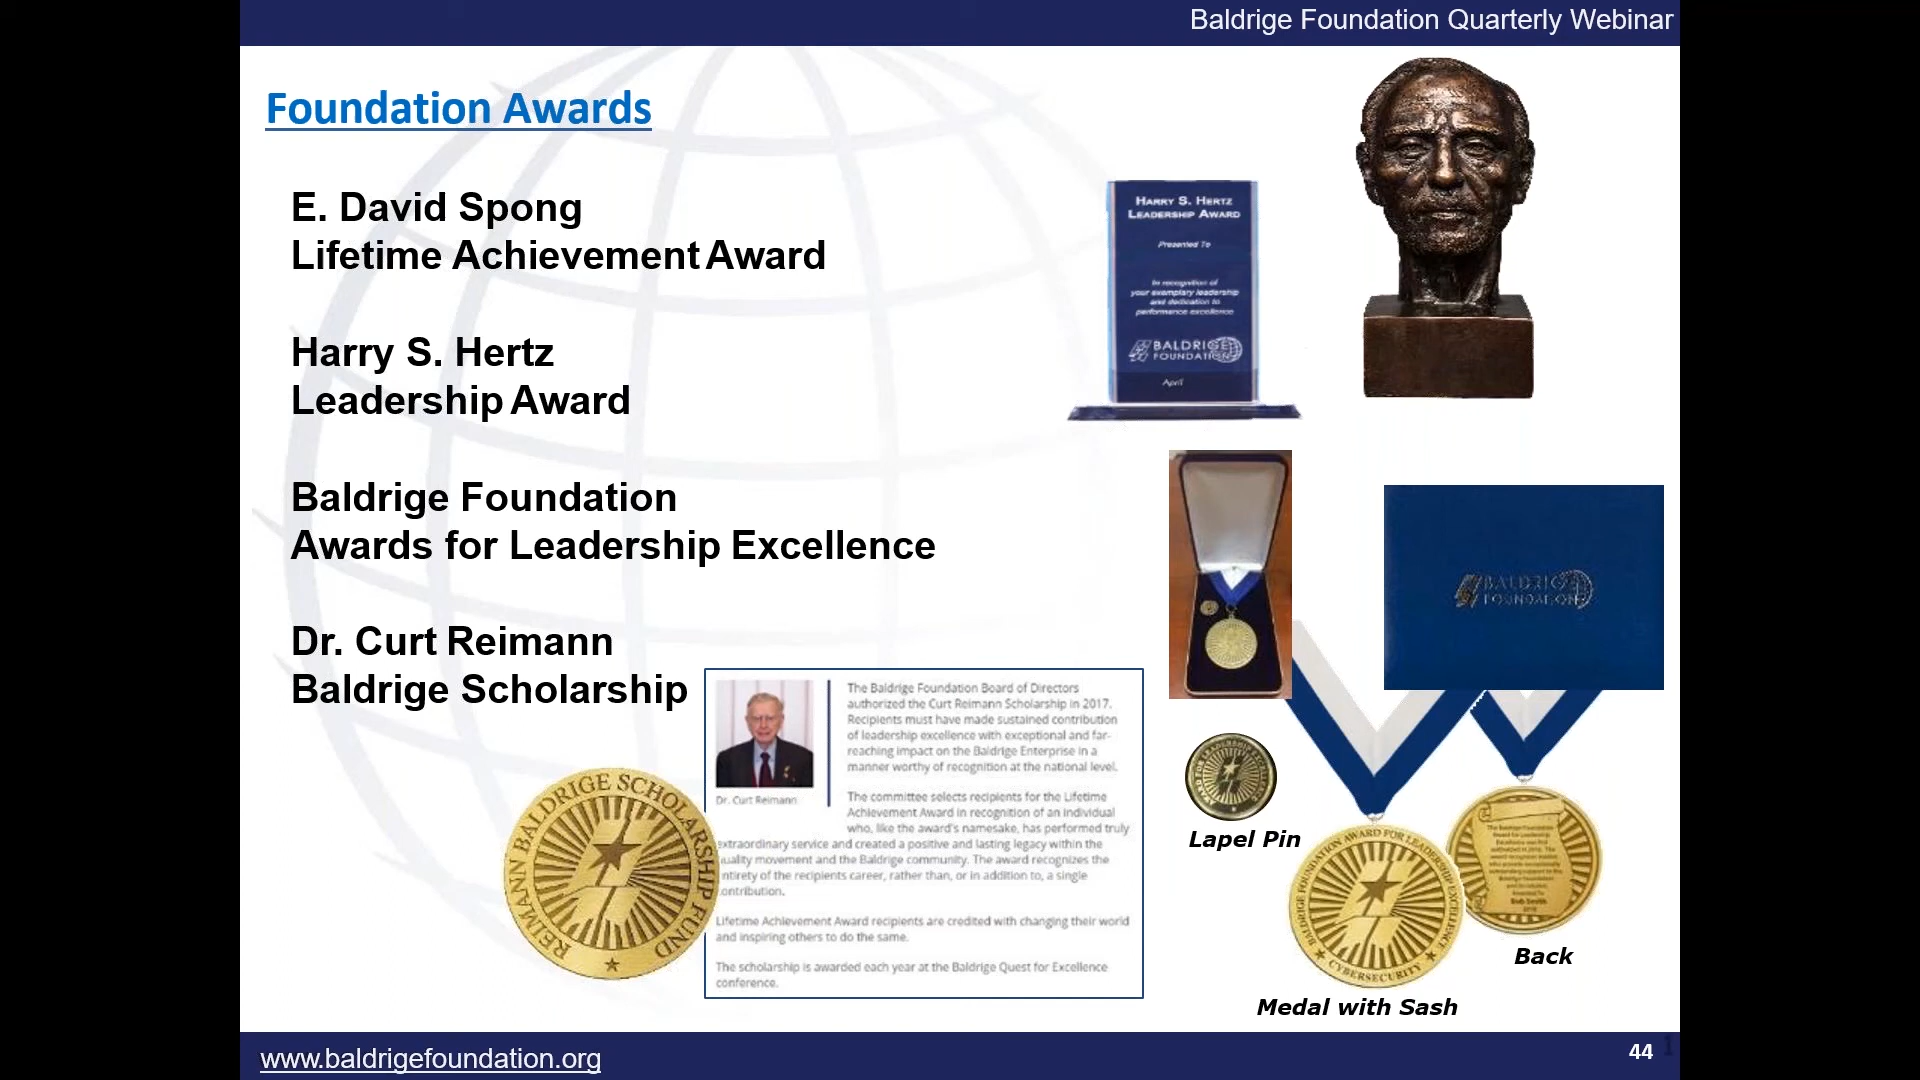 Baldrige Foundation Quarterly Webinar
Foundation Awards
E. David Spong
Lifetime Achievement Award
Harry S. Hertz
Leadership Award
Baldrige Foundation
Awards for Leadership Excellence
Dr. Curt Reimann
Baldrige Scholarship
HARRY S. HERTZ
LEADERSHIP AWARD
Presented To
In recognition of
your exemplary leadership
and dedication to
performance excellence
BALDRIGE
FOUNDATION
April
BALDRIGE
FOUNDATION
The Baldrige Foundation Board of Directors
authorized the Curt Reimann Scholarship in 2017.
Recipients must have made sustained contribution
of leadership excellence with exceptional and far-
reaching impact on the Baldrige Enterprise in a
manner worthy of recognition at the national level.
Dr. Curt Reimann
The committee selects recipients for the Lifetime
Achievement Award in recognition of an individual
who, like the award's namesake, has performed truly
extraordinary service and created a positive and lasting legacy within the
quality movement and the Baldrige community. The award recognizes the
entirety of the recipients career, rather than, or in addition to, a single
contribution.
Lifetime Achievement Award recipients are credited with changing their world
and inspiring others to do the same.
The scholarship is awarded each year at the Baldrige Quest for Excellence
conference.
REIMANN BALDRIGE SCHOLARSHIP FUND
Lapel Pin
BALDRIGE FOUNDATION AWARD FOR LEADERSHIP EXCELLENCE
CYBERSECURITY
Bob Smith
Back
Medal with Sash
www.baldrigefoundation.org
44
1